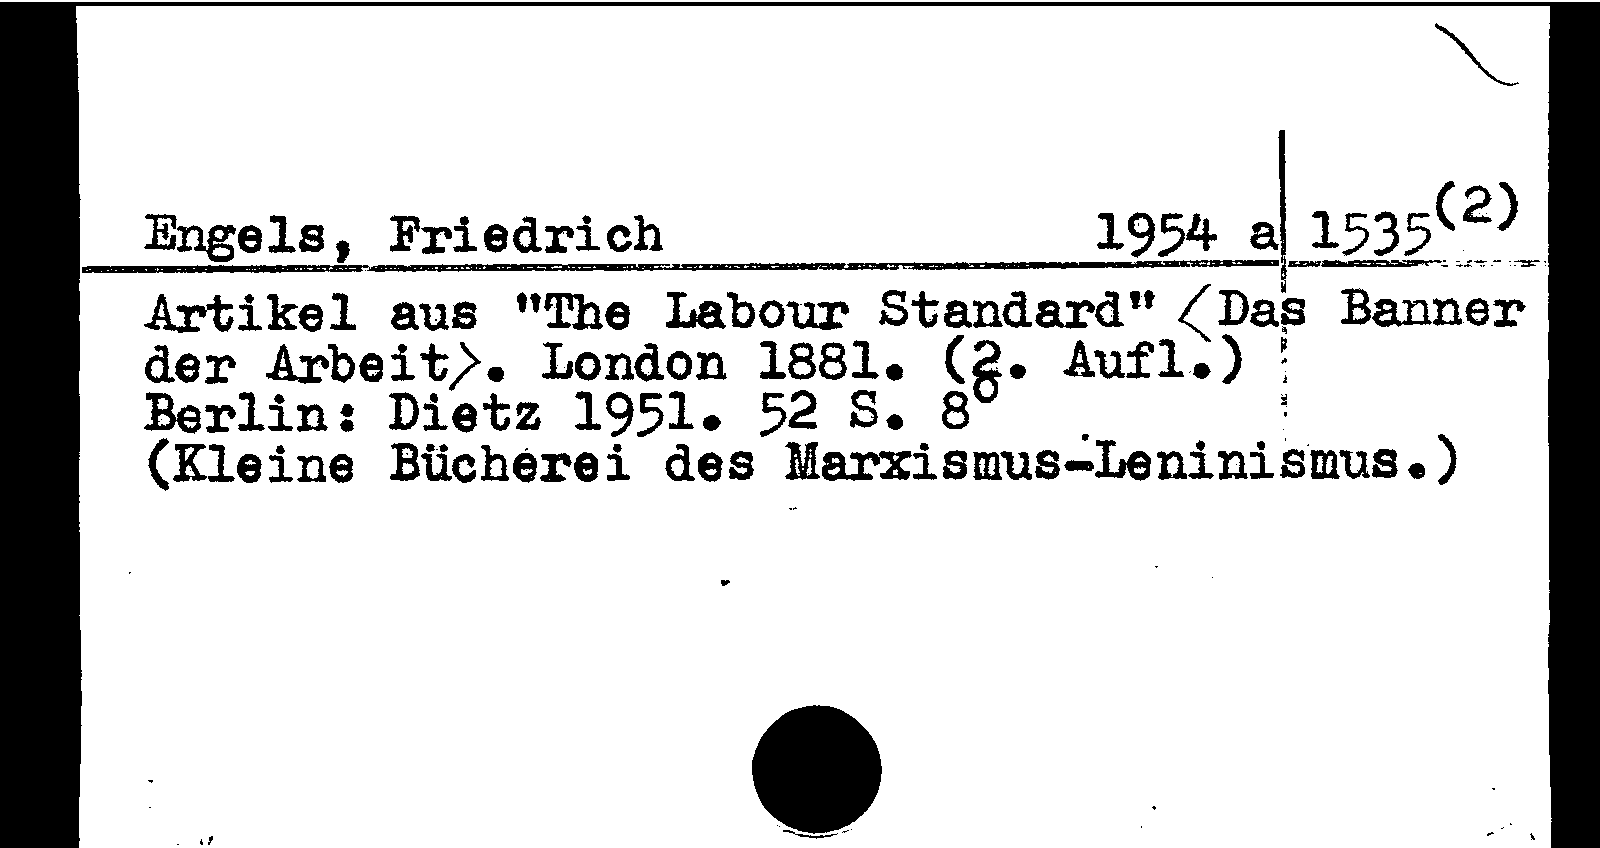 Engels, Friedrich 1954 a 1535(2)
Artikel aus "The Labour Standard" <Das Banner
der Arbeit>. London 1881. (2. Aufl.)
Berlin: Dietz 1951. 52 S. 8o
(Kleine Bücherei des Marxismus-Leninismus.)